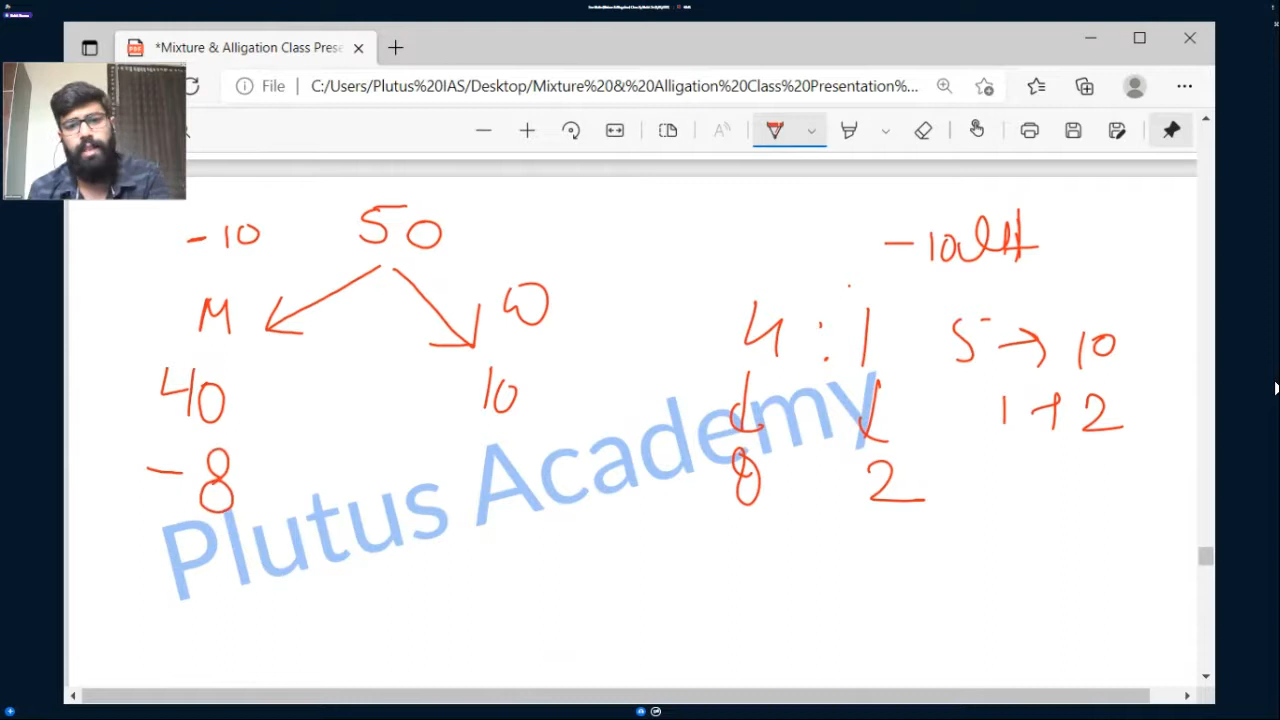 *Mixture & Alligation Class Prese
File C:/Users/Plutus%20IAS/Desktop/Mixture%20&%20Alligation%20Class%20Presentation%...
-10 50 -10lit
M W
4 : 1 5 → 10
40 10 1 → 2
-8 8 2
Plutus Academy